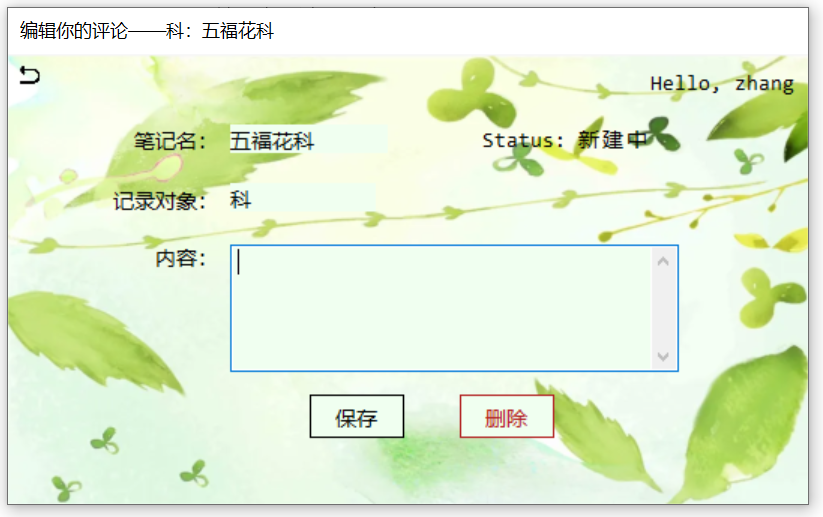 编辑你的评论——科：五福花科
Hello, zhang
笔记名： 五福花科 Status: 新建中
记录对象： 科
内容：
保存 删除